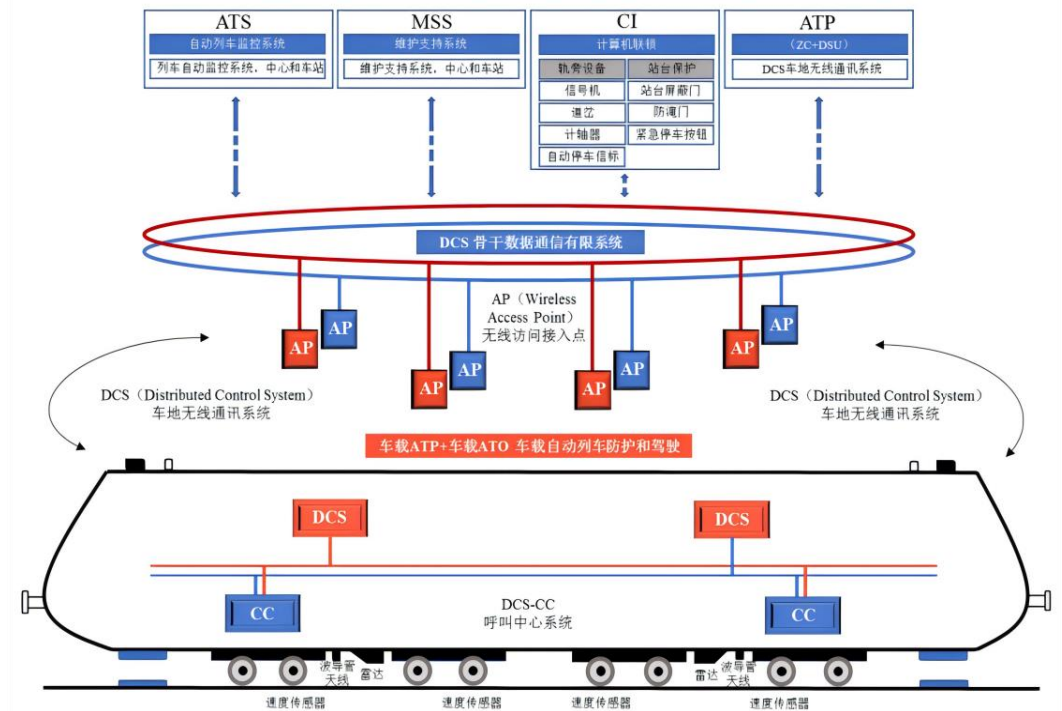 ATS
自动列车监控系统
列车自动监控系统，中心和车站
MSS
维护支持系统
维护支持系统，中心和车站
CI
计算机联锁
轨旁设备
站台保护
信号机
站台屏蔽门
道岔
防淹门
计轴器
紧急停车按钮
自动停车信标
ATP
（ZC+DSU）
DCS车地无线通讯系统
DCS 骨干数据通信有限系统
AP（Wireless
Access Point）
无线访问接入点
AP
AP
AP
AP
AP
AP
AP
AP
DCS（Distributed Control System）
车地无线通讯系统
DCS（Distributed Control System）
车地无线通讯系统
车载ATP+车载ATO 车载自动列车防护和驾驶
DCS
DCS
CC
DCS-CC
呼叫中心系统
CC
波导管
天线
雷达
雷达
波导管
天线
速度传感器
速度传感器
速度传感器
速度传感器